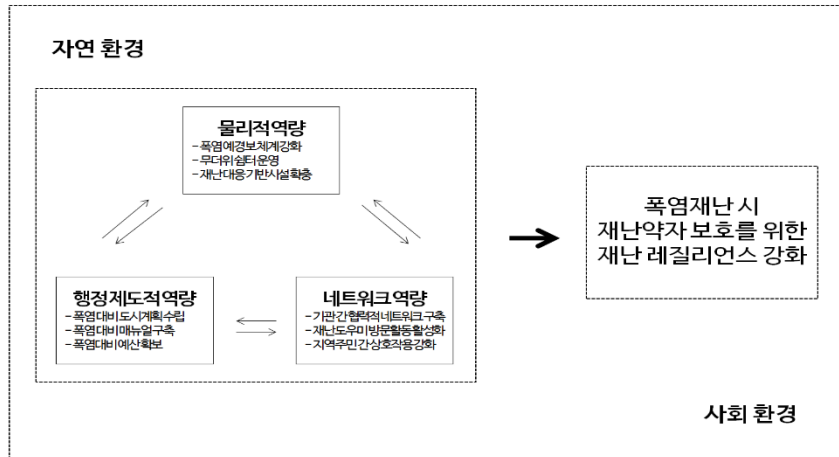 자연 환경
물리적역량
- 폭염예경보체계강화
- 무더위쉼터운영
- 재난대응기반시설확충
행정제도적역량
- 폭염대비도시계획수립
- 폭염대비매뉴얼구축
- 폭염대비예산확보
네트워크역량
- 기관간협력적네트워크구축
- 재난도우미방문활동활성화
- 지역주민간상호작용강화
폭염재난 시
재난약자 보호를 위한
재난 레질리언스 강화
사회 환경